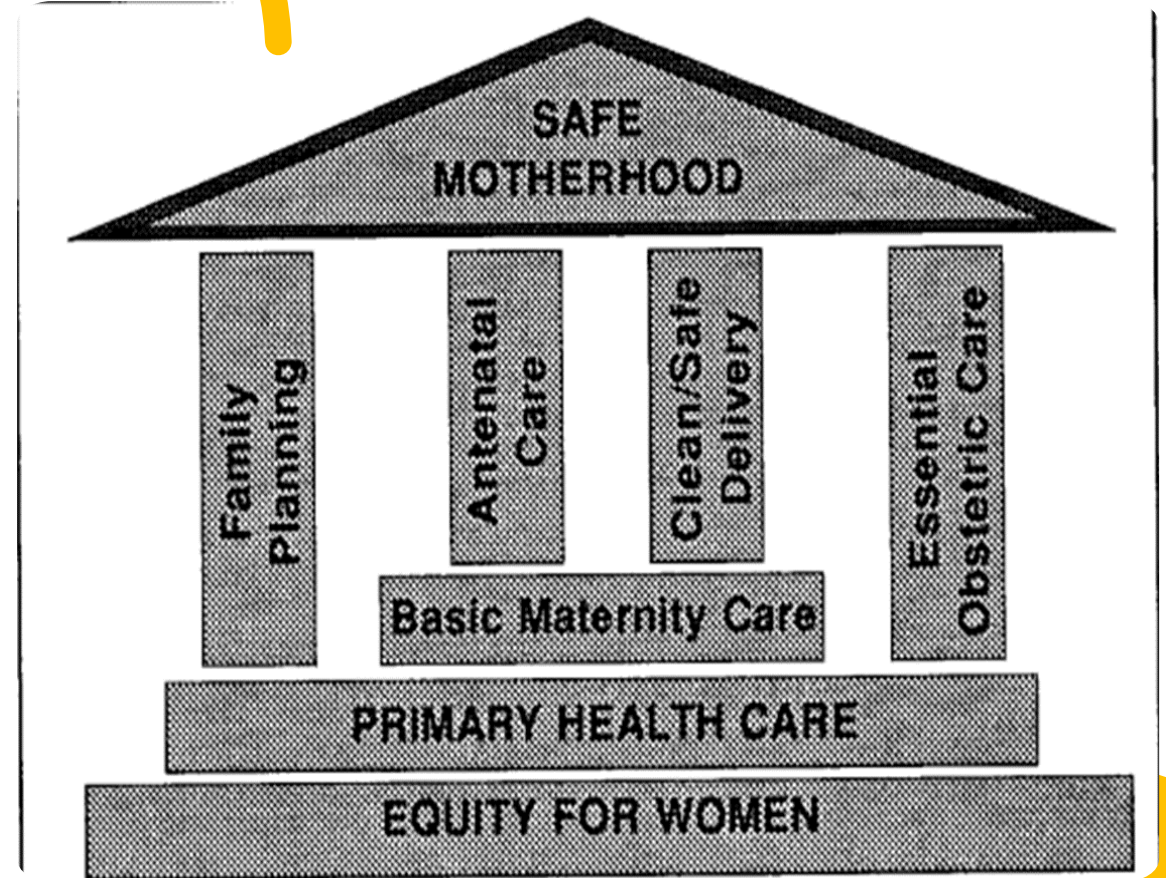 SAFE
MOTHERHOOD
Family
Planning
Antenatal
Care
Clean/Safe
Delivery
Essential
Obstetric Care
Basic Maternity Care
PRIMARY HEALTH CARE
EQUITY FOR WOMEN